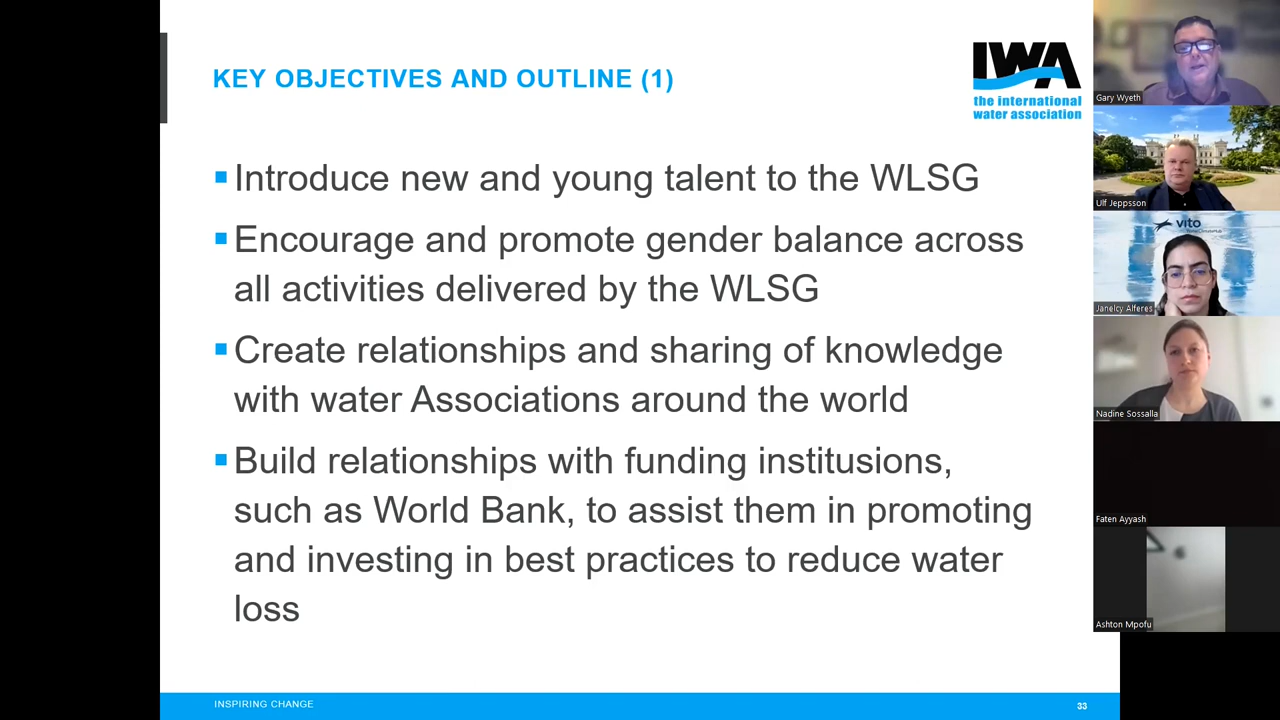 KEY OBJECTIVES AND OUTLINE (1)
IWA
the international
water association
▪Introduce new and young talent to the WLSG
▪Encourage and promote gender balance across
all activities delivered by the WLSG
▪Create relationships and sharing of knowledge
with water Associations around the world
▪Build relationships with funding institusions,
such as World Bank, to assist them in promoting
and investing in best practices to reduce water
loss
INSPIRING CHANGE
33
Gary Wyeth
Ulf Jeppsson
vito
Janelcy Alferes
Nadine Sossalla
Faten Ayyash
Ashton Mpofu